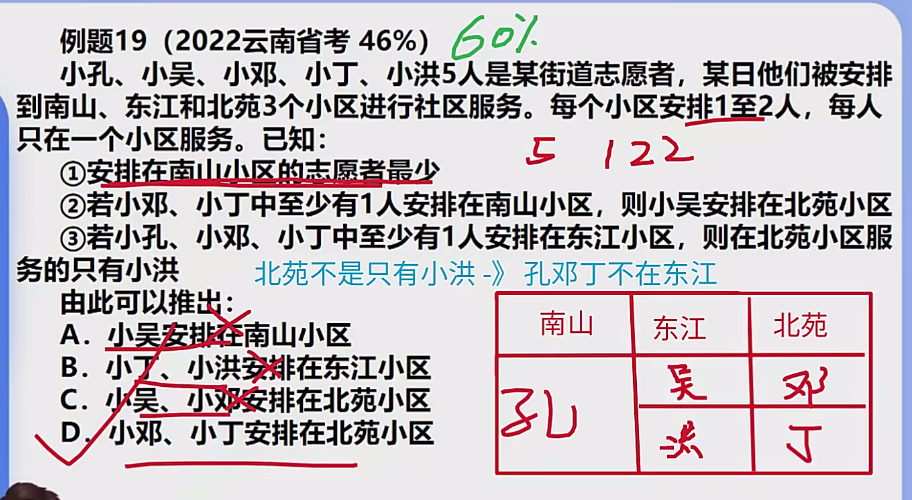 例题19（2022云南省考 46%） 60%
小孔、小吴、小邓、小丁、小洪5人是某街道志愿者，某日他们被安排
到南山、东江和北苑3个小区进行社区服务。每个小区安排1至2人，每人
只在一个小区服务。已知：
5 1 2 2
①安排在南山小区的志愿者最少
②若小邓、小丁中至少有1人安排在南山小区，则小吴安排在北苑小区
③若小孔、小邓、小丁中至少有1人安排在东江小区，则在北苑小区服
务的只有小洪
北苑不是只有小洪 -》 孔邓丁不在东江
由此可以推出：
A．小吴安排在南山小区
B．小丁、小洪安排在东江小区
C．小吴、小邓安排在北苑小区
D．小邓、小丁安排在北苑小区
南山 东江 北苑
孔 吴 邓
洪 丁